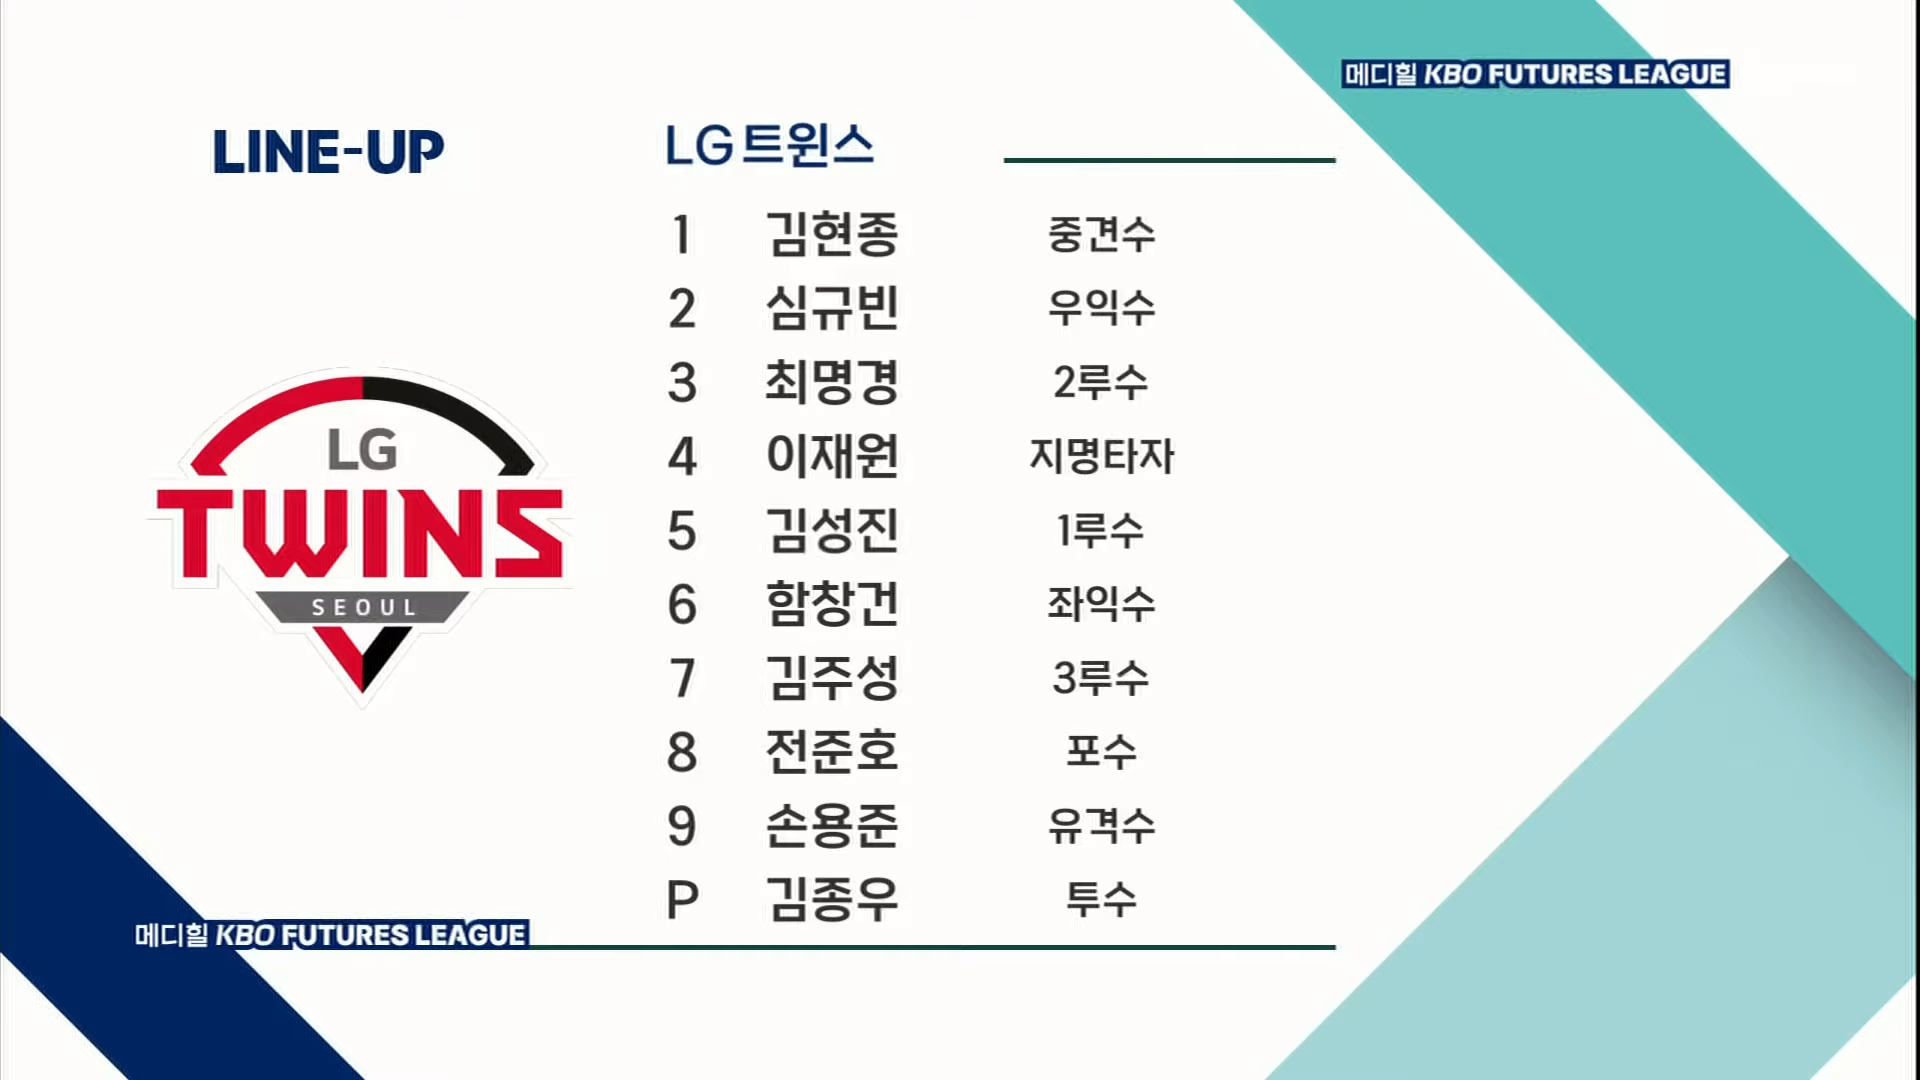 메디힐 KBO FUTURES LEAGUE
LINE-UP
LG트윈스
1 김현종 중견수
2 심규빈 우익수
3 최명경 2루수
4 이재원 지명타자
5 김성진 1루수
6 함창건 좌익수
7 김주성 3루수
8 전준호 포수
9 손용준 유격수
P 김종우 투수
LG
TWINS
SEOUL
메디힐 KBO FUTURES LEAGUE